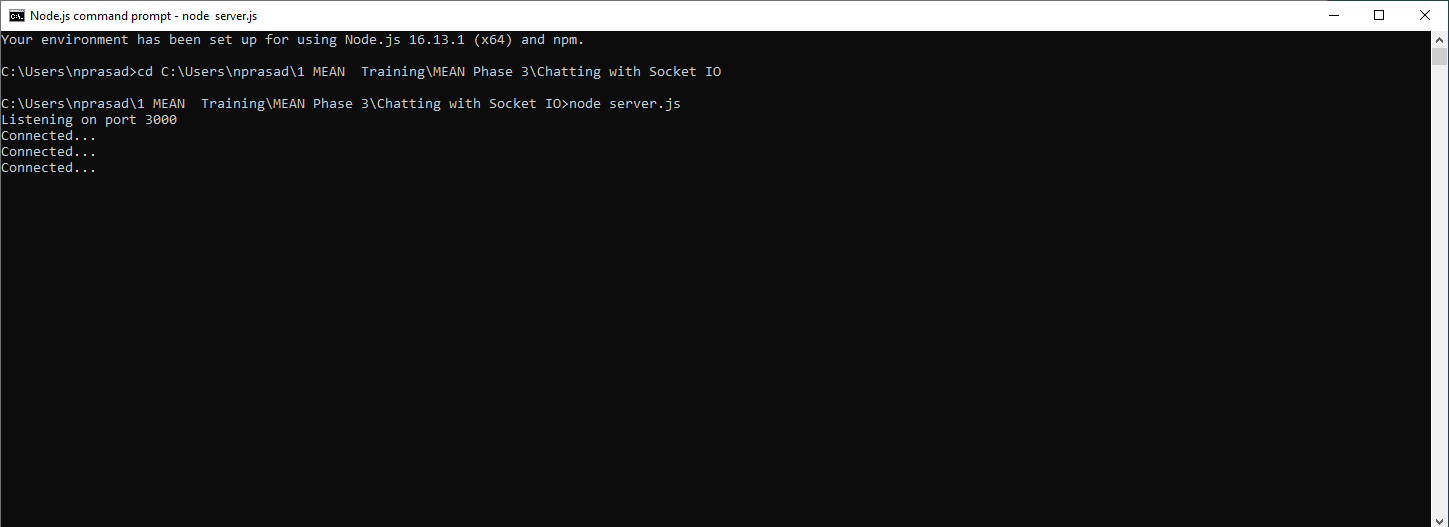 Node.js command prompt - node  server.js
Your environment has been set up for using Node.js 16.13.1 (x64) and npm.
C:\Users\nprasad>cd C:\Users\nprasad\1 MEAN  Training\MEAN Phase 3\Chatting with Socket IO
C:\Users\nprasad\1 MEAN  Training\MEAN Phase 3\Chatting with Socket IO>node server.js
Listening on port 3000
Connected...
Connected...
Connected...